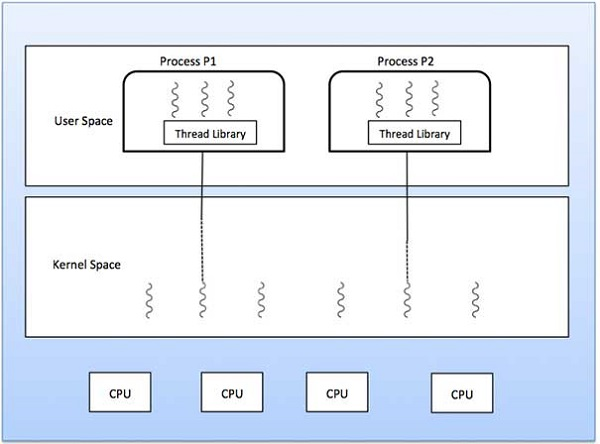 Process P1
Process P2
User Space
Thread Library
Thread Library
Kernel Space
CPU
CPU
CPU
CPU